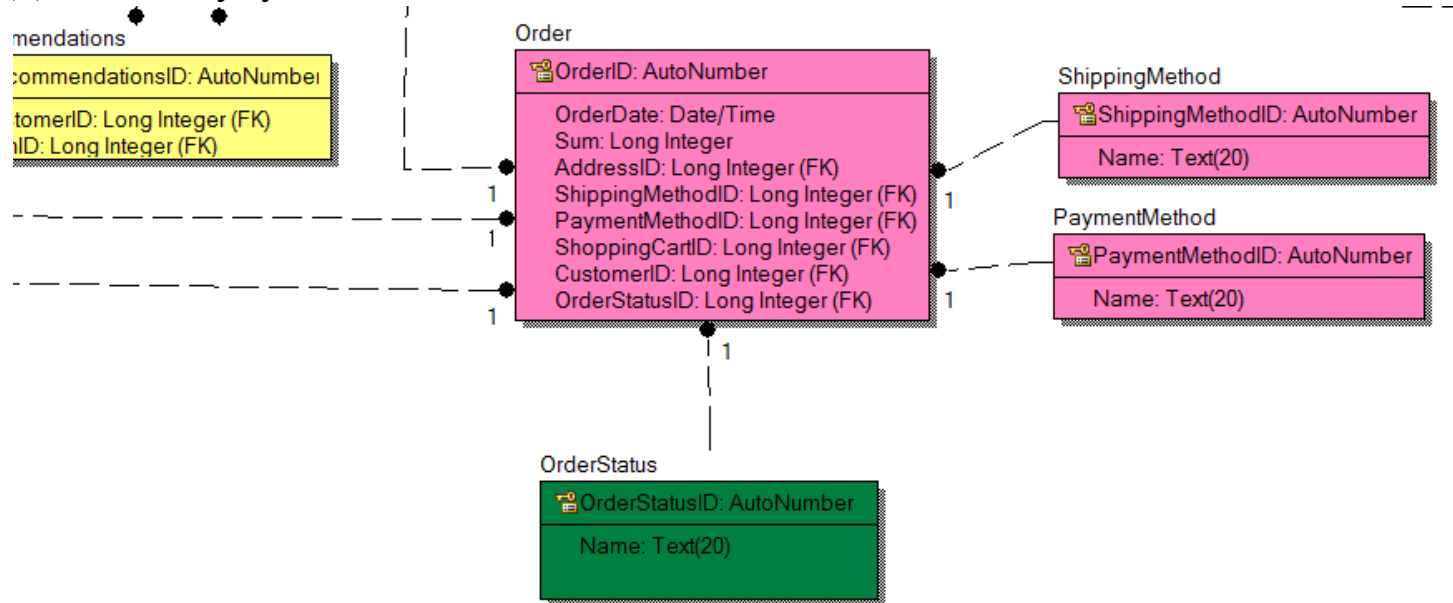 mendations
commendationsID: AutoNumber
tomerID: Long Integer (FK)
ID: Long Integer (FK)
Order
OrderID: AutoNumber
OrderDate: Date/Time
Sum: Long Integer
AddressID: Long Integer (FK)
ShippingMethodID: Long Integer (FK)
PaymentMethodID: Long Integer (FK)
ShoppingCartID: Long Integer (FK)
CustomerID: Long Integer (FK)
OrderStatusID: Long Integer (FK)
1
1
1
1
1
1
ShippingMethod
ShippingMethodID: AutoNumber
Name: Text(20)
PaymentMethod
PaymentMethodID: AutoNumber
Name: Text(20)
OrderStatus
OrderStatusID: AutoNumber
Name: Text(20)